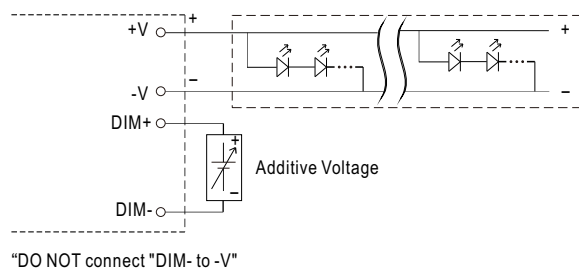 +V
+
+
-V
−
−
DIM+
+
−
Additive Voltage
DIM-
“DO NOT connect "DIM- to -V"